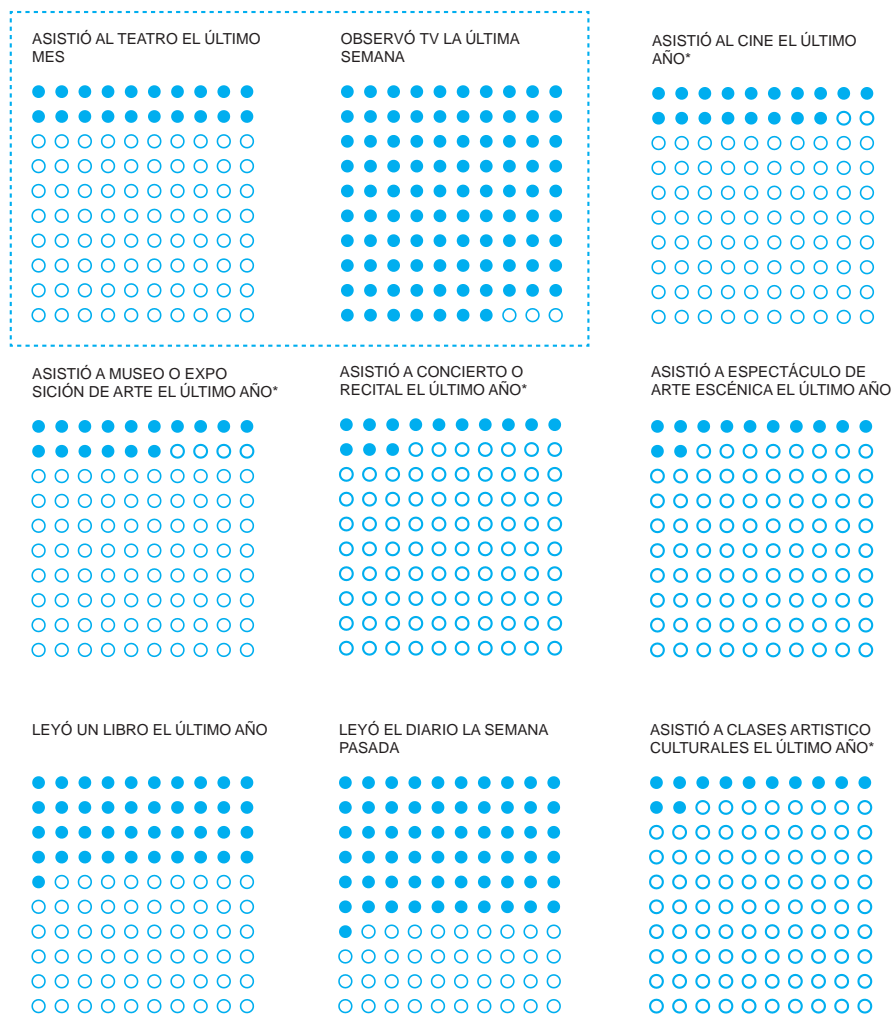 ASISTIÓ AL TEATRO EL ÚLTIMO
MES
OBSERVÓ TV LA ÚLTIMA
SEMANA
ASISTIÓ AL CINE EL ÚLTIMO
AÑO*
ASISTIÓ A MUSEO O EXPO
SICIÓN DE ARTE EL ÚLTIMO AÑO*
ASISTIÓ A CONCIERTO O
RECITAL EL ÚLTIMO AÑO*
ASISTIÓ A ESPECTÁCULO DE
ARTE ESCÉNICA EL ÚLTIMO AÑO
LEYÓ UN LIBRO EL ÚLTIMO AÑO
LEYÓ EL DIARIO LA SEMANA
PASADA
ASISTIÓ A CLASES ARTISTICO
CULTURALES EL ÚLTIMO AÑO*